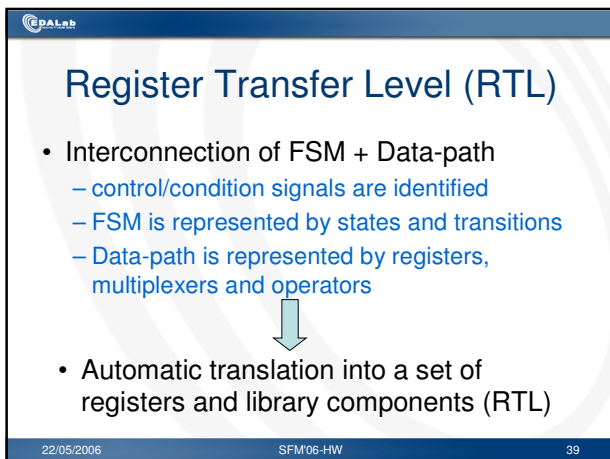 EDALab
Register Transfer Level (RTL)
• Interconnection of FSM + Data-path
– control/condition signals are identified
– FSM is represented by states and transitions
– Data-path is represented by registers,
multiplexers and operators
• Automatic translation into a set of
registers and library components (RTL)
22/05/2006 SFM'06-HW 39